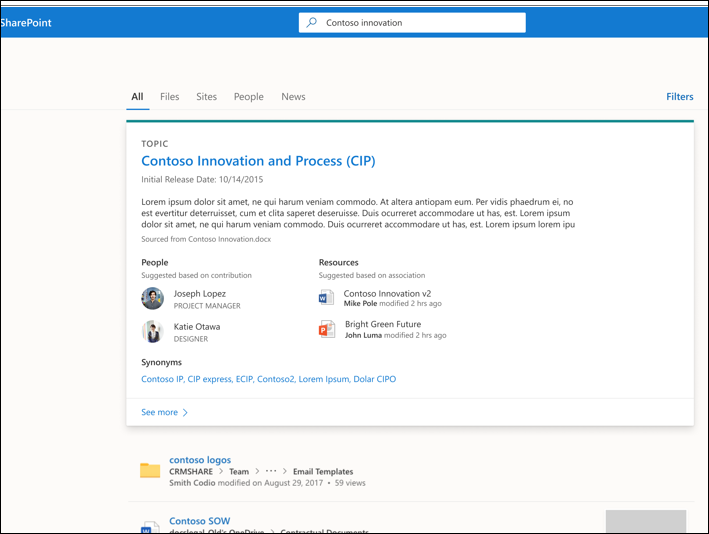 SharePoint
Contoso innovation
All Files Sites People News Filters
TOPIC
Contoso Innovation and Process (CIP)
Initial Release Date: 10/14/2015
Lorem ipsum dolor sit amet, ne qui harum veniam commodo. At altera antiopam eum. Per vidis phaedrum ei, no
est evertitur deterruisset, cum et clita saperet deseruisse. Duis ocurreret accommodare ut has, est. Lorem ipsum
dolor sit amet, ne qui harum veniam commodo. Duis ocurreret accommodare ut has, est. Lorem ipsum lorem ipu
Sourced from Contoso Innovation.docx
People
Suggested based on contribution
Joseph Lopez
PROJECT MANAGER
Katie Otawa
DESIGNER
Resources
Suggested based on association
Contoso Innovation v2
Mike Pole modified 2 hrs ago
Bright Green Future
John Luma modified 2 hrs ago
Synonyms
Contoso IP, CIP express, ECIP, Contoso2, Lorem Ipsum, Dolar CIPO
See more >
contoso logos
CRMSHARE > Team > ··· > Email Templates
Smith Codio modified on August 29, 2017 • 59 views
Contoso SOW
docslegal-Old's OneDrive > Contractual Documents